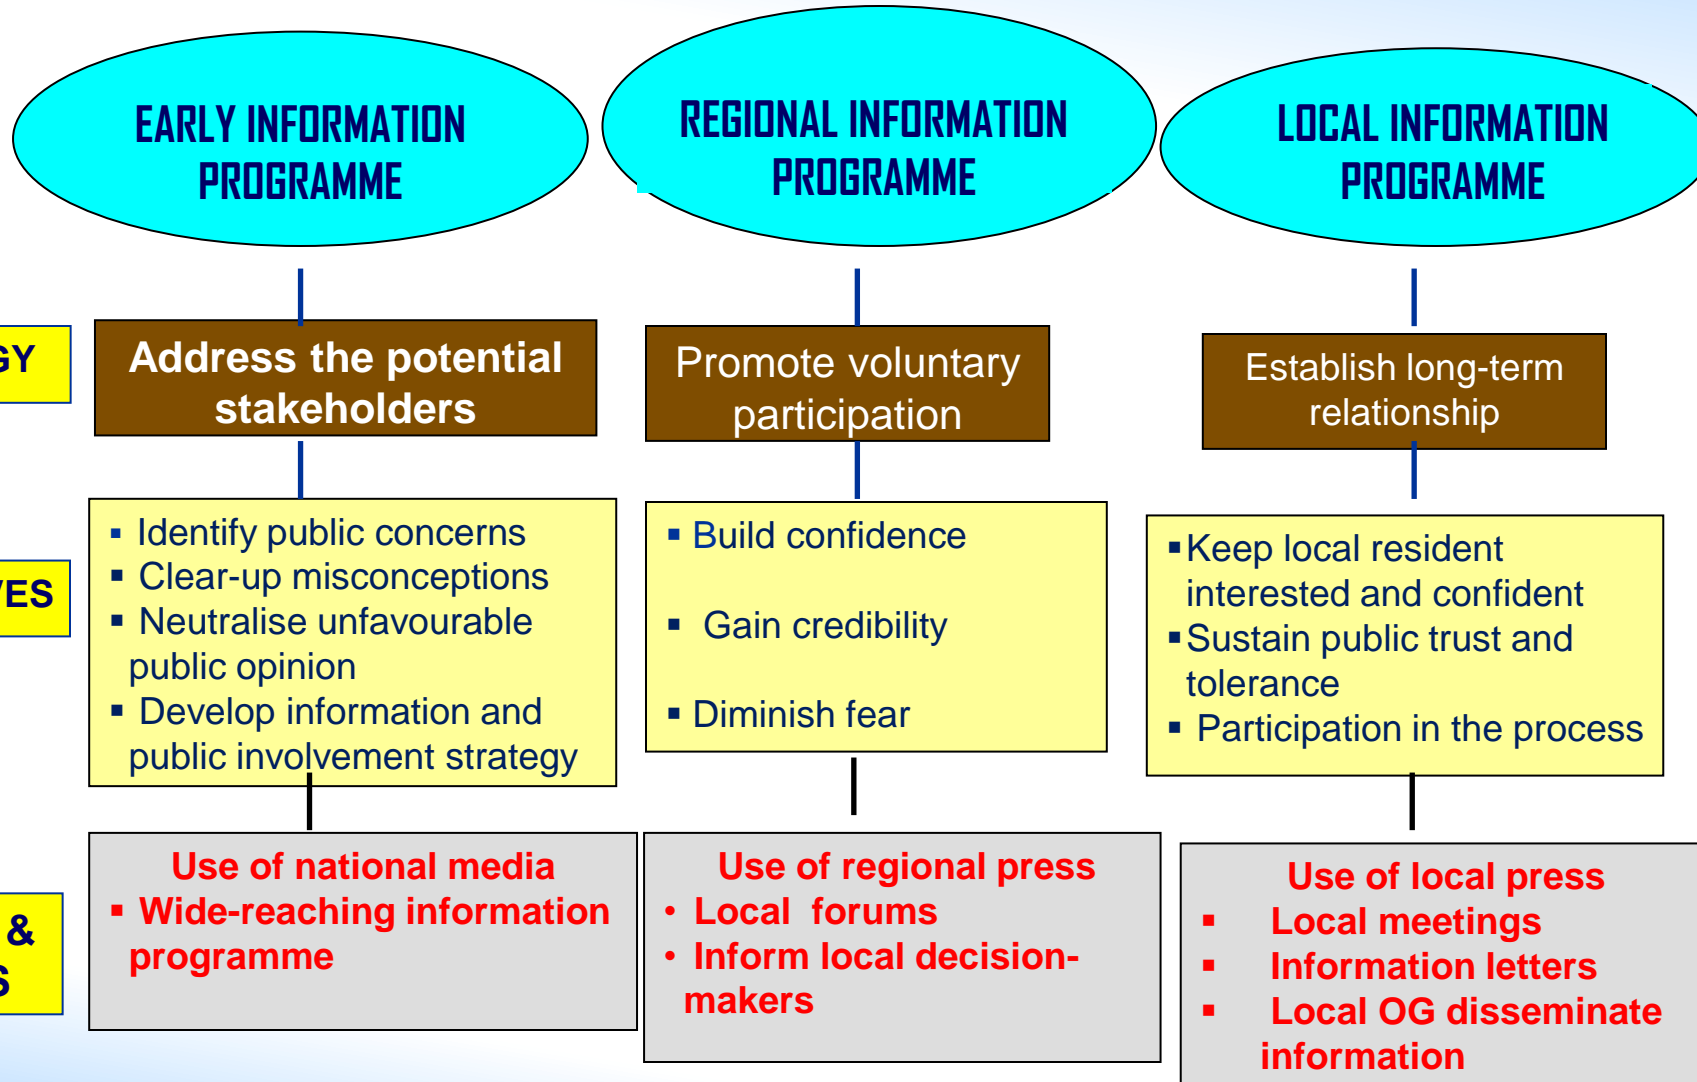 EARLY INFORMATION
PROGRAMME
REGIONAL INFORMATION
PROGRAMME
LOCAL INFORMATION
PROGRAMME
GY
Address the potential
stakeholders
Promote voluntary
participation
Establish long-term
relationship
VES
▪ Identify public concerns
▪ Clear-up misconceptions
▪ Neutralise unfavourable
public opinion
▪ Develop information and
public involvement strategy
▪ Build confidence
▪ Gain credibility
▪ Diminish fear
▪ Keep local resident
interested and confident
▪ Sustain public trust and
tolerance
▪ Participation in the process
&
S
Use of national media
▪ Wide-reaching information
programme
Use of regional press
• Local forums
• Inform local decision-
makers
Use of local press
▪ Local meetings
▪ Information letters
▪ Local OG disseminate
information